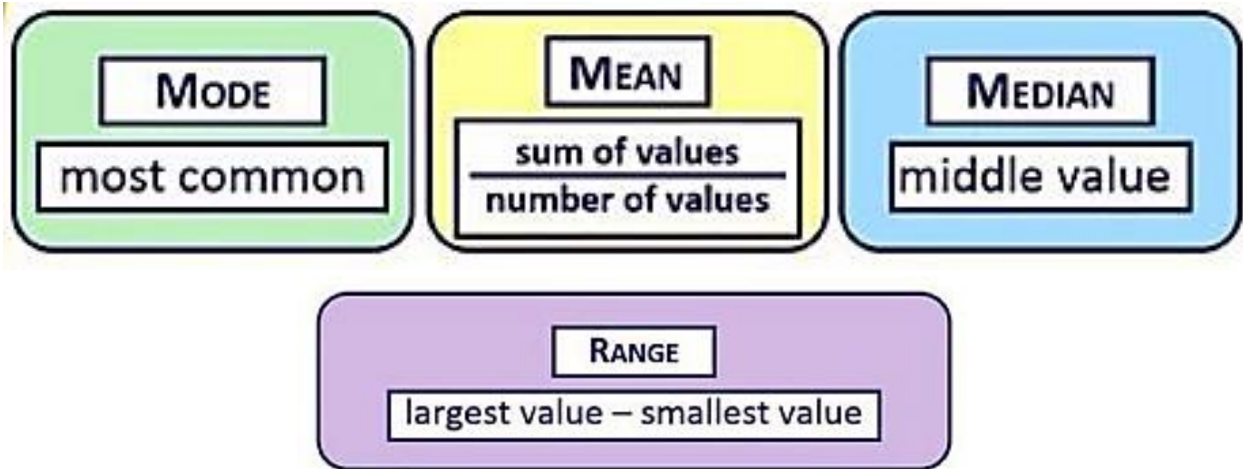 MODE
most common
MEAN
sum of values
number of values
MEDIAN
middle value
RANGE
largest value – smallest value